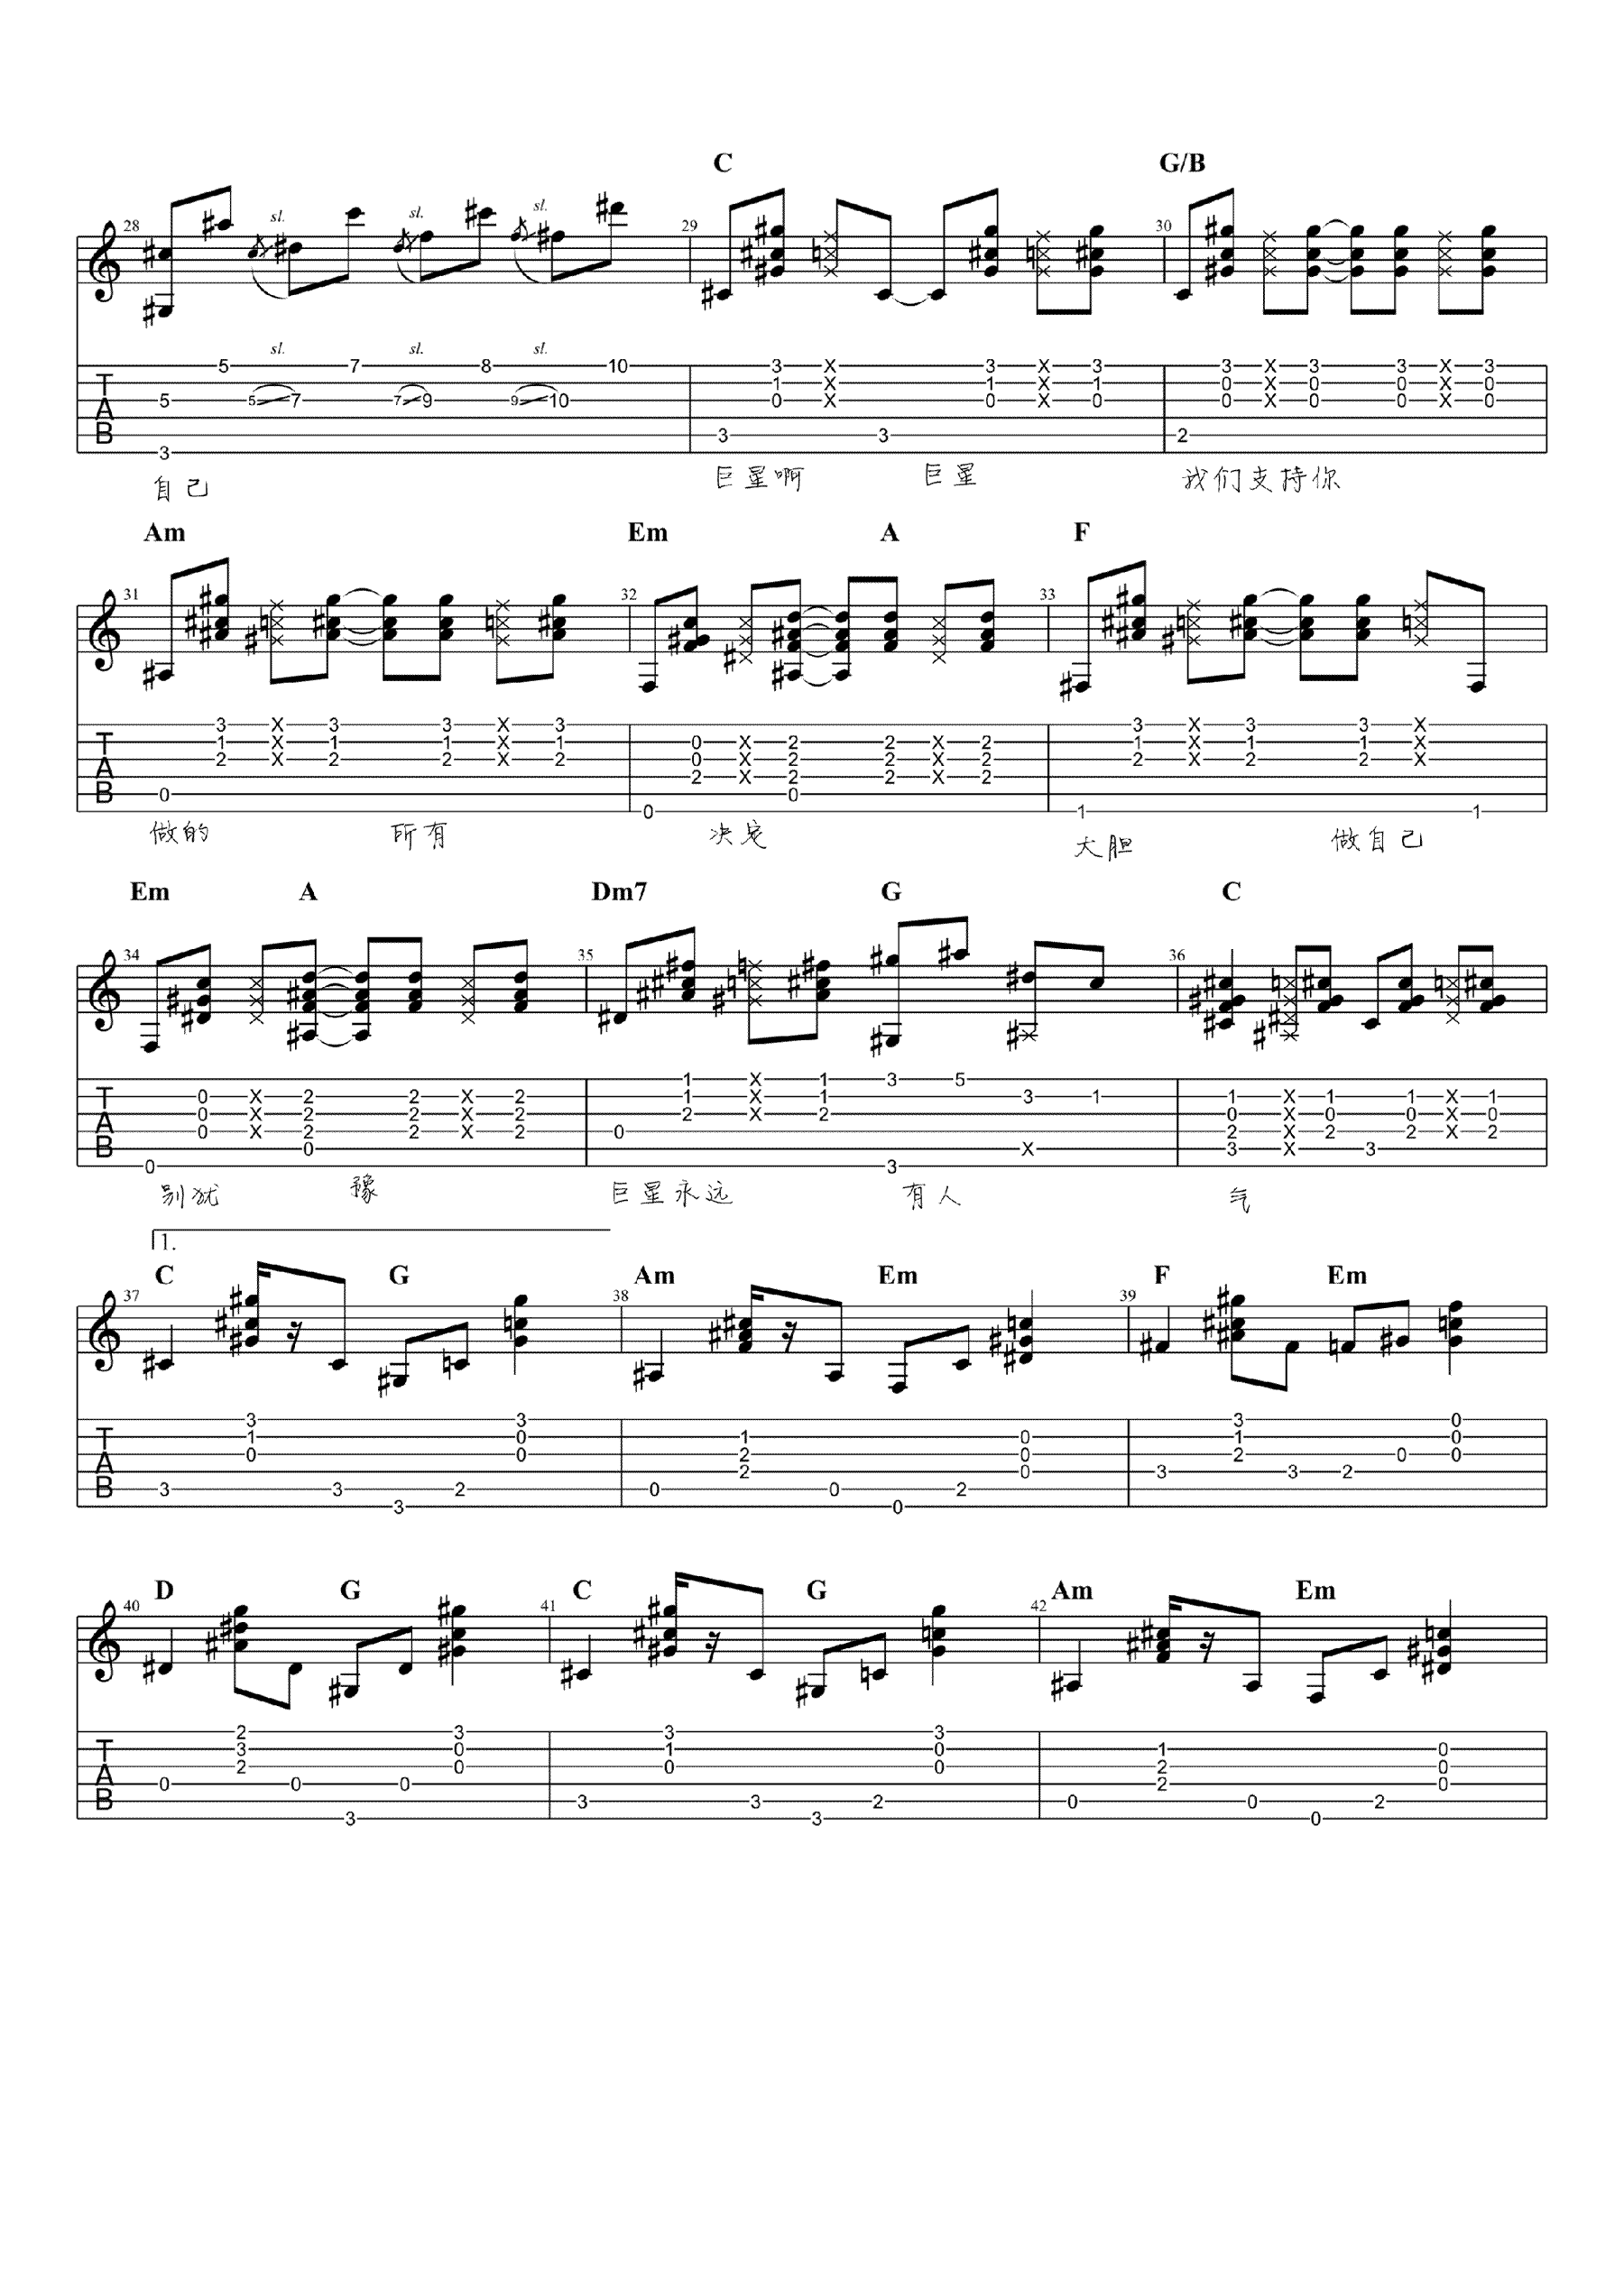 C G/B
28 sl. sl. sl. 29 30
sl. sl. sl.
T A B
5 7 8 10 3 X 3 X 3 3 X 3 3 X 3
1 X 1 X 1 0 X 0 0 X 0
5 5 7 7 9 9 10 0 X 0 X 0 0 X 0 0 X 0
3 3 2
3
自己 巨星啊 巨星 我们支持你
Am Em A F
31 32 33
T A B
3 X 3 3 X 3 3 X 3 3 X
1 X 1 1 X 1 0 X 2 2 X 2 1 X 1 1 X
2 X 2 2 X 2 0 X 2 2 X 2 2 X 2 2 X
2 X 2 2 X 2
0 0
0 1 1
做的 所有 决定 大胆 做自己
Em A Dm7 G C
34 35 36
T A B
1 X 1 3 5
0 X 2 2 X 2 1 X 1 3 1 1 X 1 1 X 1
0 X 2 2 X 2 2 X 2 0 X 0 0 X 0
0 X 2 2 X 2 0 2 X 2 2 X 2
0 X 3 X 3
0 3
别犹 豫 巨星永远 有人 气
1.
C G Am Em F Em
37 38 39
T A B
3 3 3 0
1 0 1 0 1 0
0 0 2 0 2 0 0
2 0 3 3 2
3 3 2 0 0 2
3 0
D G C G Am Em
40 41 42
T A B
2 3 3 3
3 0 1 0 1 0
2 0 0 0 2 0
0 0 0 2 0
3 3 2 0 0 2
3 3 0